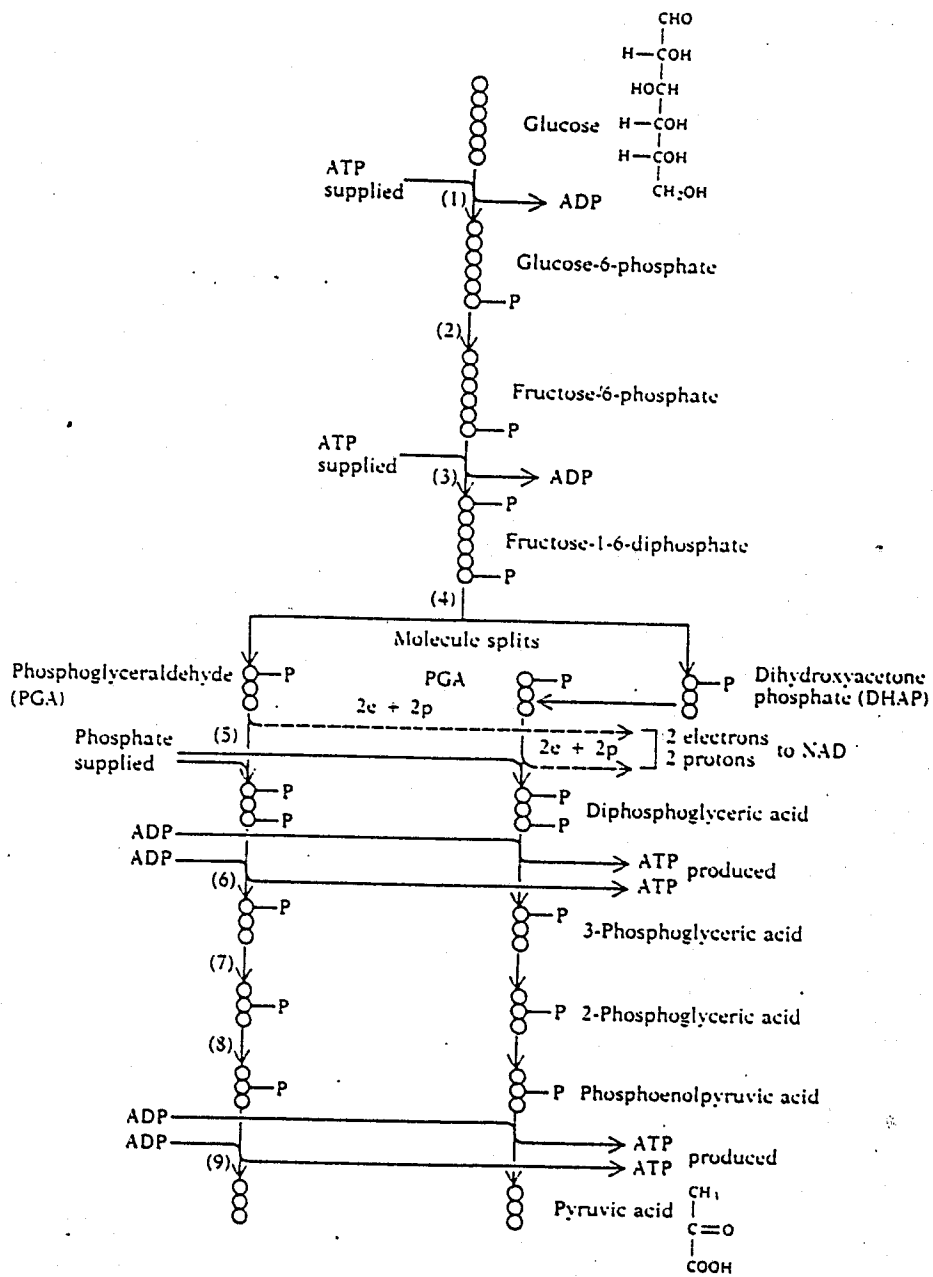 CHO
H—COH
HOCH
Glucose
H—COH
H—COH
CH₂OH
ATP
supplied
(1)
ADP
Glucose-6-phosphate
P
(2)
Fructose-6-phosphate
P
ATP
supplied
(3)
ADP
P
Fructose-1-6-diphosphate
P
(4)
Molecule splits
Phosphoglyceraldehyde
(PGA)
P
PGA
P
P
Dihydroxyacetone
phosphate (DHAP)
2e + 2p
(5)
2e + 2p
2 electrons
2 protons
to NAD
Phosphate
supplied
P
P
P
P
Diphosphoglyceric acid
ADP
ADP
ATP
ATP
produced
(6)
P
P
3-Phosphoglyceric acid
(7)
P
P
2-Phosphoglyceric acid
(8)
P
P
Phosphoenolpyruvic acid
ADP
ADP
ATP
ATP
produced
(9)
Pyruvic acid
CH₃
C=O
COOH